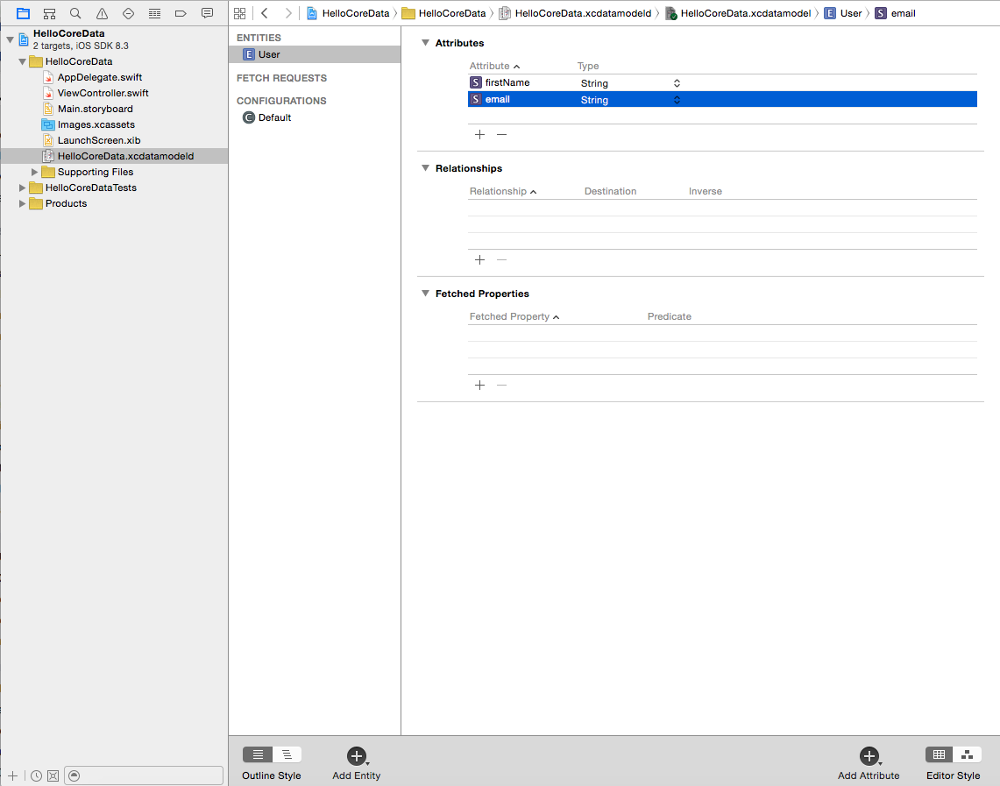 HelloCoreData
2 targets, iOS SDK 8.3
HelloCoreData
AppDelegate.swift
ViewController.swift
Main.storyboard
Images.xcassets
LaunchScreen.xib
HelloCoreData.xcdatamodeld
Supporting Files
HelloCoreDataTests
Products
HelloCoreData HelloCoreData HelloCoreData.xcdatamodeld HelloCoreData.xcdatamodel E User S email
ENTITIES
E User
FETCH REQUESTS
CONFIGURATIONS
C Default
Attributes
Attribute Type
S firstName String
S email String
Relationships
Relationship Destination Inverse
Fetched Properties
Fetched Property Predicate
Outline Style Add Entity Add Attribute Editor Style